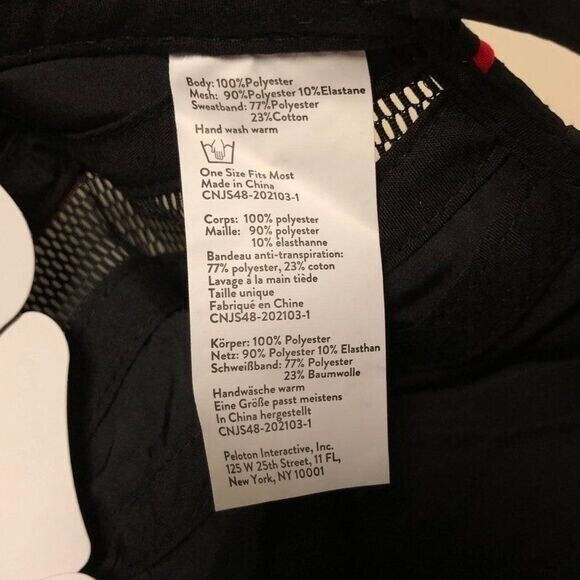 Body: 100%Polyester
Mesh: 90%Polyester 10%Elastane
Sweatband: 77%Polyester
23%Cotton
Hand wash warm
One Size Fits Most
Made in China
CNJS48-202103-1
Corps: 100% polyester
Maille: 90% polyester
10% élasthanne
Bandeau anti-transpiration:
77% polyester, 23% coton
Lavage à la main tiède
Taille unique
Fabriqué en Chine
CNJS48-202103-1
Körper: 100% Polyester
Netz: 90% Polyester 10% Elasthan
Schweißband: 77% Polyester
23% Baumwolle
Handwäsche warm
Eine Größe passt meistens
In China hergestellt
CNJS48-202103-1
Peloton Interactive, Inc.
125 W 25th Street, 11 FL,
New York, NY 10001